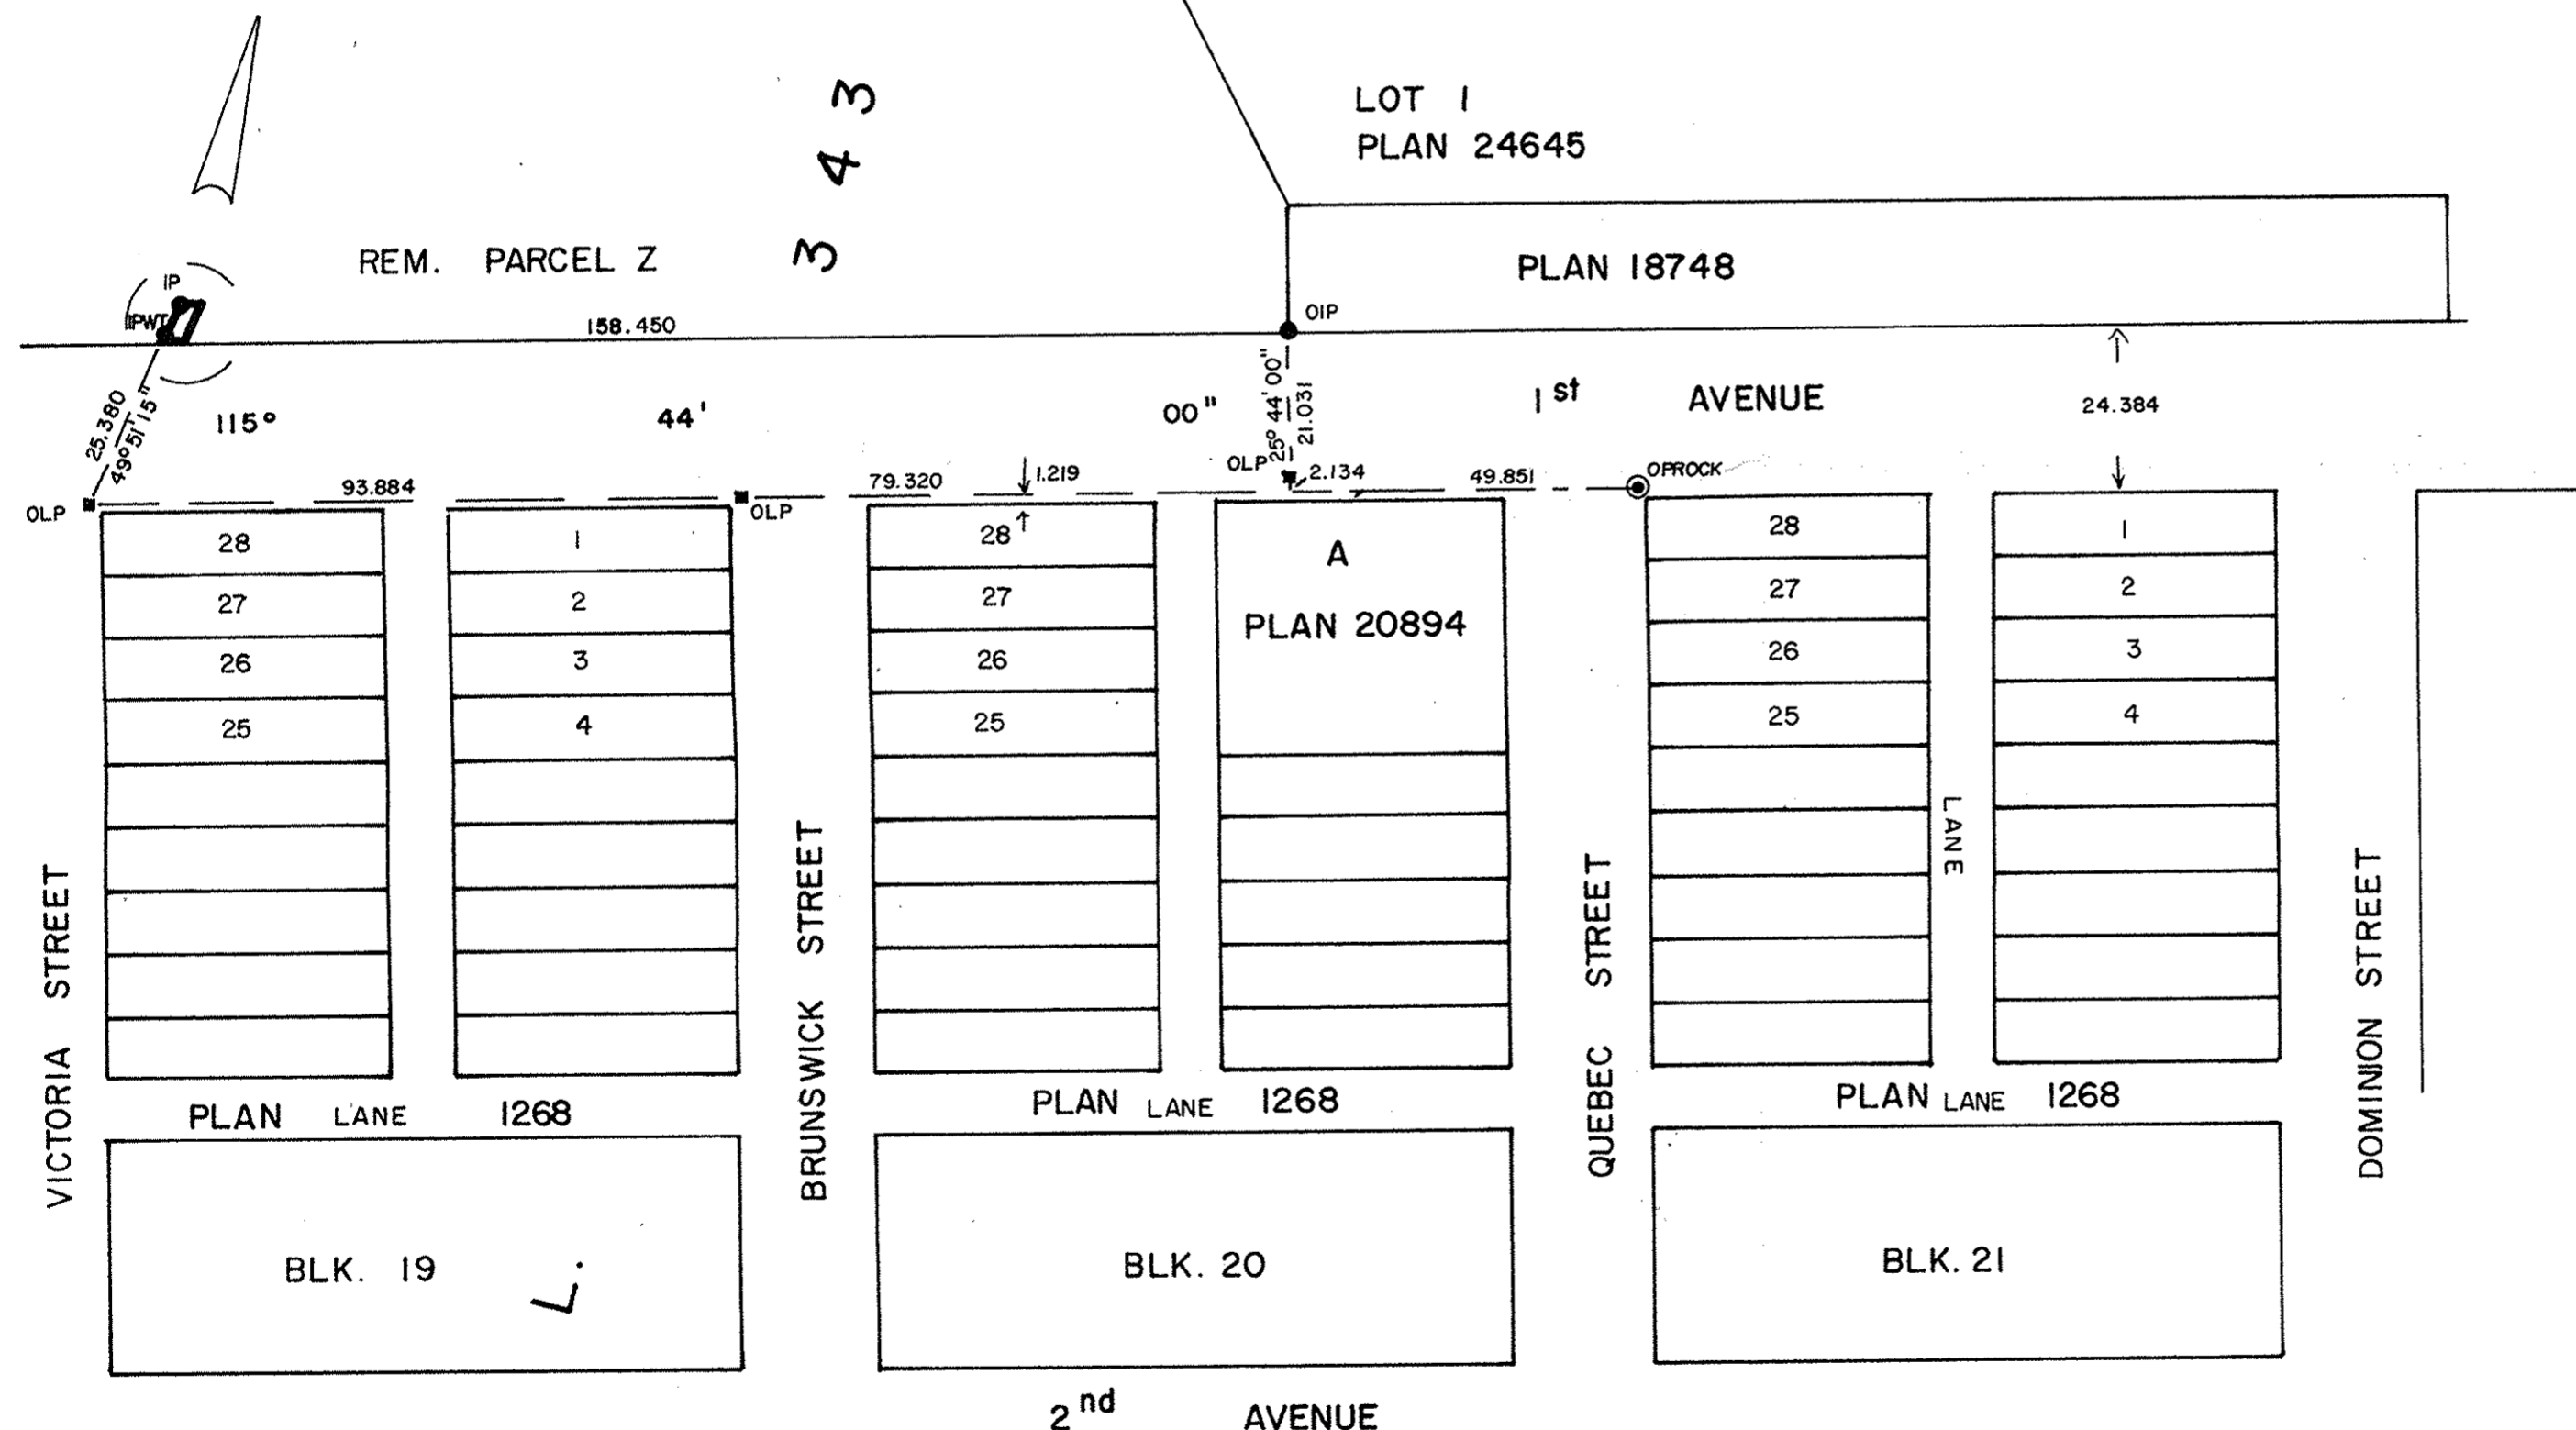 LOT 1
PLAN 24645
3 4 3
REM. PARCEL Z
PLAN 18748
IP
IPWT
158.450
OIP
25.380
49° 51' 15"
115° 44' 00"
25° 44' 00"
21.031
1st AVENUE
24.384
OLP
93.884
OLP
79.320
1.219
OLP
2.134
49.851
OPROCK
28
27
26
25
1
2
3
4
28
27
26
25
A
PLAN 20894
28
27
26
25
LANE
1
2
3
4
VICTORIA STREET
BRUNSWICK STREET
QUEBEC STREET
DOMINION STREET
PLAN LANE 1268
PLAN LANE 1268
PLAN LANE 1268
BLK. 19
L.
BLK. 20
BLK. 21
2nd AVENUE